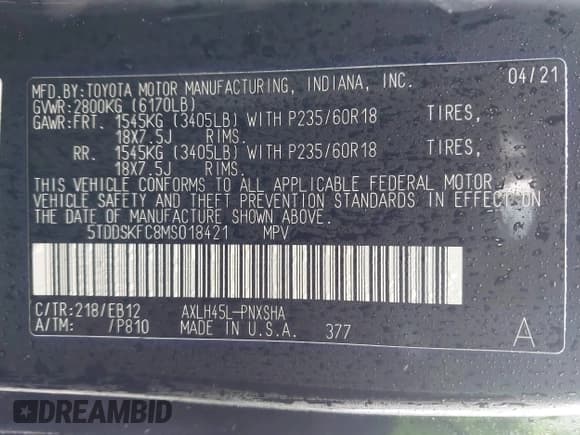 MFD.BY:TOYOTA MOTOR MANUFACTURING, INDIANA, INC. 04/21
GVWR:2800KG (6170LB)
GAWR:FRT. 1545KG (3405LB) WITH P235/60R18 TIRES,
18X7.5J RIMS.
RR. 1545KG (3405LB) WITH P235/60R18 TIRES,
18X7.5J RIMS.
THIS VEHICLE CONFORMS TO ALL APPLICABLE FEDERAL MOTOR
VEHICLE SAFETY AND THEFT PREVENTION STANDARDS IN EFFECT ON
THE DATE OF MANUFACTURE SHOWN ABOVE.
5TDDSKFC8MS018421 MPV
C/TR:218/EB12 AXLH45L-PNXSHA
A/TM: /P810 MADE IN U.S.A. 377 A
DREAMBID